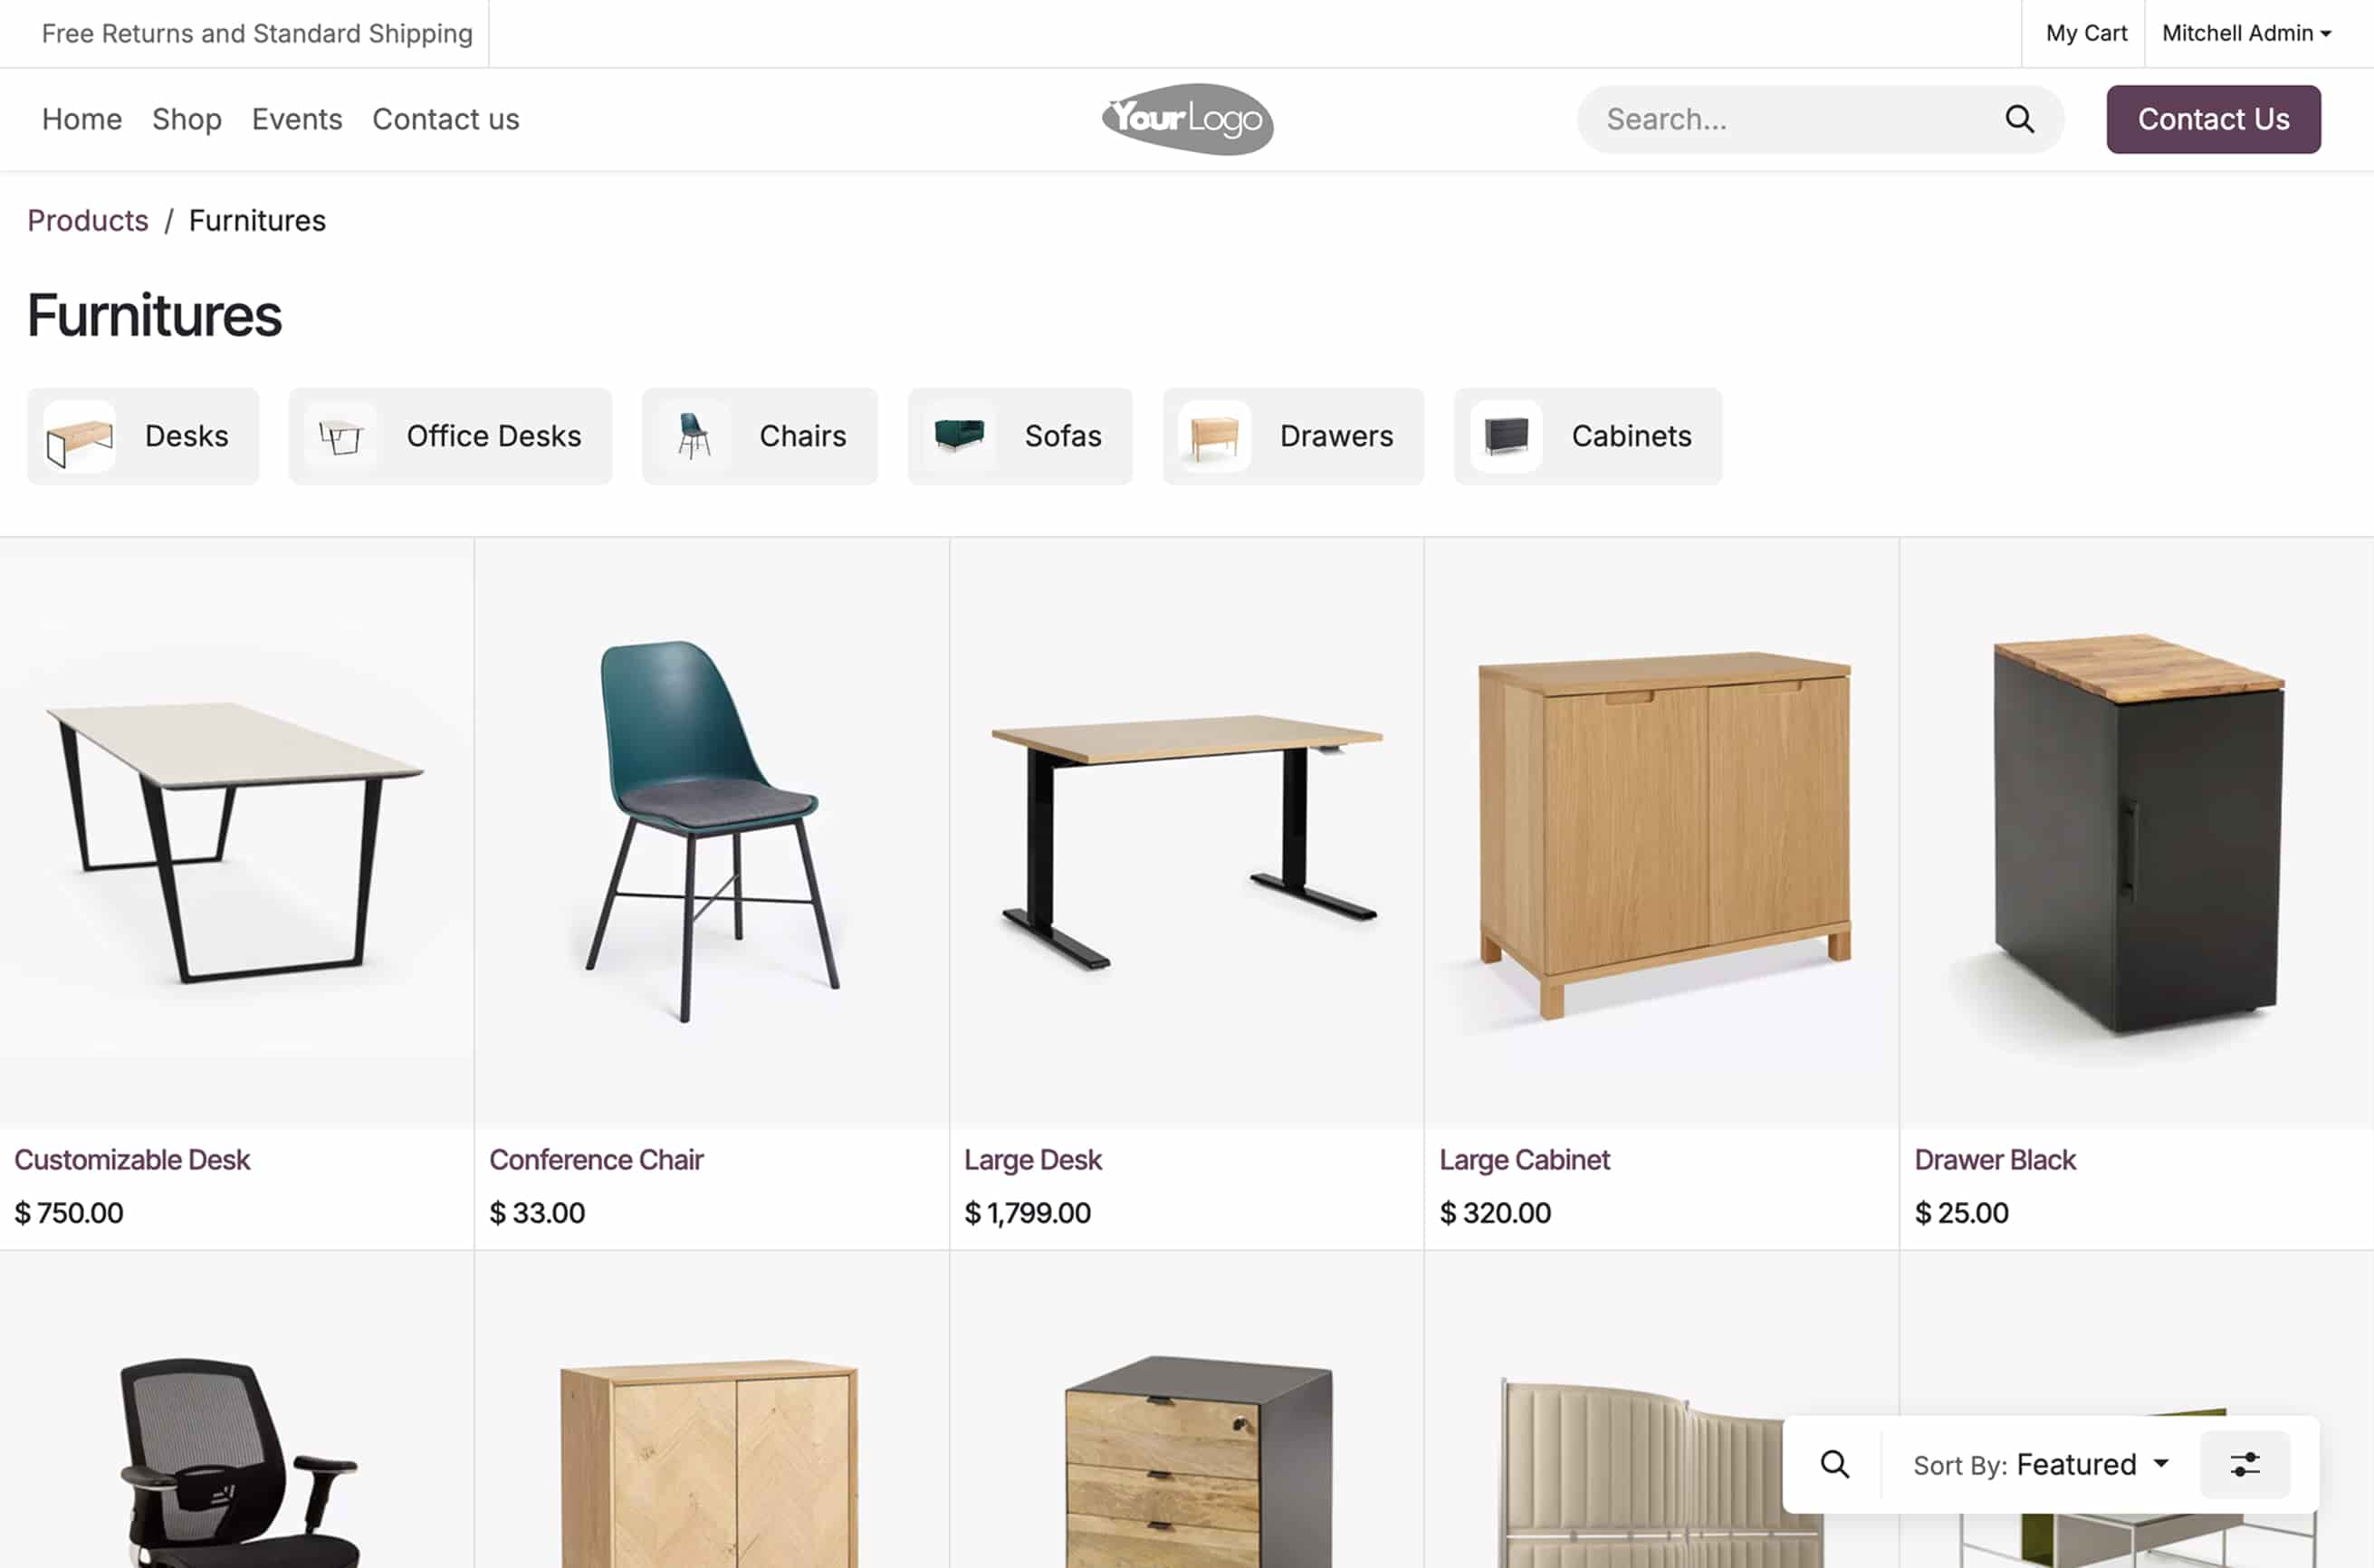 Free Returns and Standard Shipping
My Cart
Mitchell Admin
Home
Shop
Events
Contact us
YourLogo
Search...
Contact Us
Products / Furnitures
Furnitures
Desks
Office Desks
Chairs
Sofas
Drawers
Cabinets
Customizable Desk
$ 750.00
Conference Chair
$ 33.00
Large Desk
$ 1,799.00
Large Cabinet
$ 320.00
Drawer Black
$ 25.00
Sort By: Featured